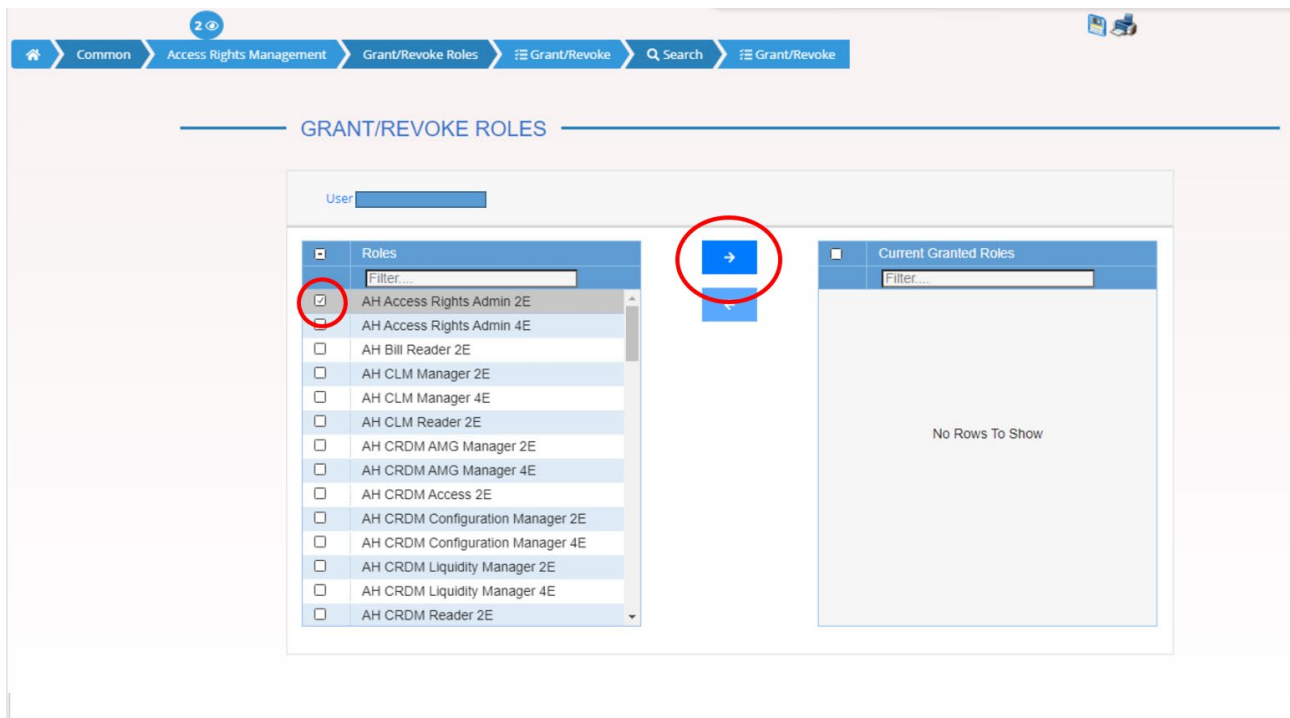 2
Common Access Rights Management Grant/Revoke Roles Grant/Revoke Search Grant/Revoke
GRANT/REVOKE ROLES
User
Roles
Filter....
AH Access Rights Admin 2E
AH Access Rights Admin 4E
AH Bill Reader 2E
AH CLM Manager 2E
AH CLM Manager 4E
AH CLM Reader 2E
AH CRDM AMG Manager 2E
AH CRDM AMG Manager 4E
AH CRDM Access 2E
AH CRDM Configuration Manager 2E
AH CRDM Configuration Manager 4E
AH CRDM Liquidity Manager 2E
AH CRDM Liquidity Manager 4E
AH CRDM Reader 2E
Current Granted Roles
Filter....
No Rows To Show